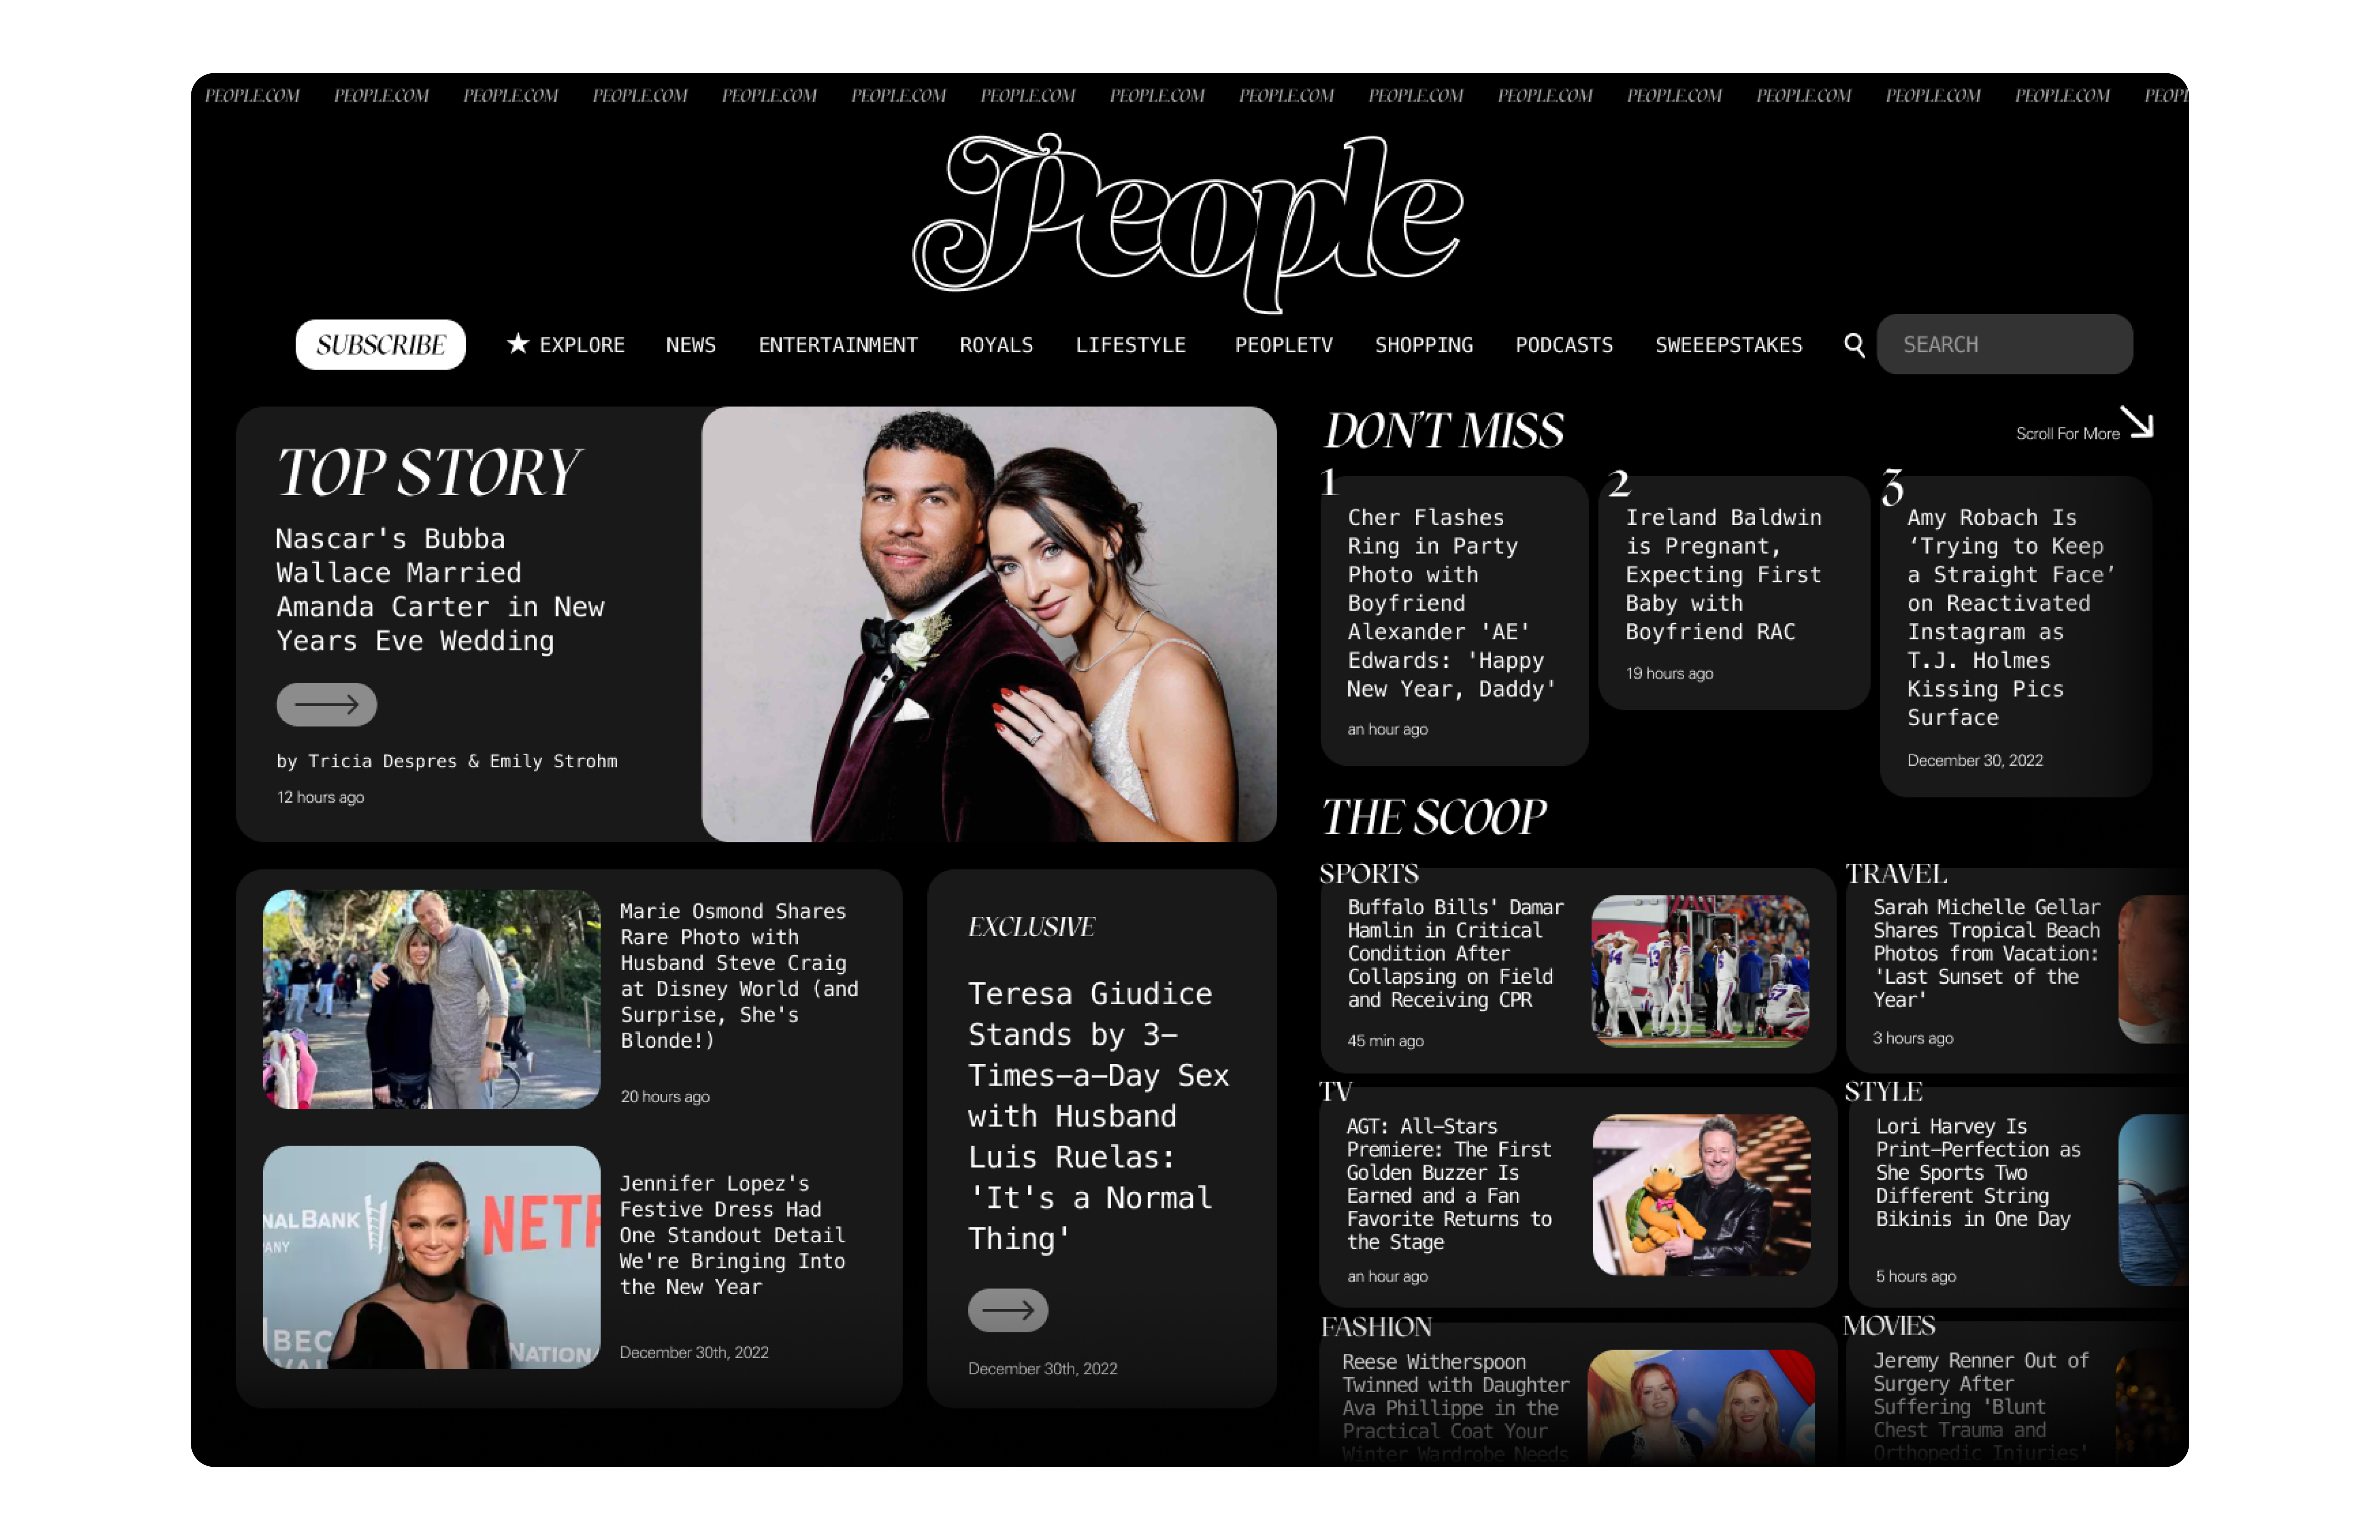 PEOPLE.COM PEOPLE.COM PEOPLE.COM PEOPLE.COM PEOPLE.COM PEOPLE.COM PEOPLE.COM PEOPLE.COM PEOPLE.COM PEOPLE.COM PEOPLE.COM PEOPLE.COM PEOPLE.COM PEOPLE.COM PEOPLE.COM PEOPL
People
SUBSCRIBE ★ EXPLORE NEWS ENTERTAINMENT ROYALS LIFESTYLE PEOPLETV SHOPPING PODCASTS SWEEEPSTAKES SEARCH
TOP STORY
Nascar's Bubba
Wallace Married
Amanda Carter in New
Years Eve Wedding
by Tricia Despres & Emily Strohm
12 hours ago
Marie Osmond Shares
Rare Photo with
Husband Steve Craig
at Disney World (and
Surprise, She's
Blonde!)
20 hours ago
NAL BANK
ANY
NETF
BEC
VAL
NATIONA
Jennifer Lopez's
Festive Dress Had
One Standout Detail
We're Bringing Into
the New Year
December 30th, 2022
EXCLUSIVE
Teresa Giudice
Stands by 3-
Times-a-Day Sex
with Husband
Luis Ruelas:
'It's a Normal
Thing'
December 30th, 2022
DON'T MISS
Scroll For More
1
Cher Flashes
Ring in Party
Photo with
Boyfriend
Alexander 'AE'
Edwards: 'Happy
New Year, Daddy'
an hour ago
2
Ireland Baldwin
is Pregnant,
Expecting First
Baby with
Boyfriend RAC
19 hours ago
3
Amy Robach Is
‘Trying to Keep
a Straight Face’
on Reactivated
Instagram as
T.J. Holmes
Kissing Pics
Surface
December 30, 2022
THE SCOOP
SPORTS
Buffalo Bills' Damar
Hamlin in Critical
Condition After
Collapsing on Field
and Receiving CPR
45 min ago
TRAVEL
Sarah Michelle Gellar
Shares Tropical Beach
Photos from Vacation:
'Last Sunset of the
Year'
3 hours ago
TV
AGT: All-Stars
Premiere: The First
Golden Buzzer Is
Earned and a Fan
Favorite Returns to
the Stage
an hour ago
STYLE
Lori Harvey Is
Print-Perfection as
She Sports Two
Different String
Bikinis in One Day
5 hours ago
FASHION
Reese Witherspoon
Twinned with Daughter
Ava Phillippe in the
Practical Coat Your
Winter Wardrobe Needs
MOVIES
Jeremy Renner Out of
Surgery After
Suffering 'Blunt
Chest Trauma and
Orthopedic Injuries'